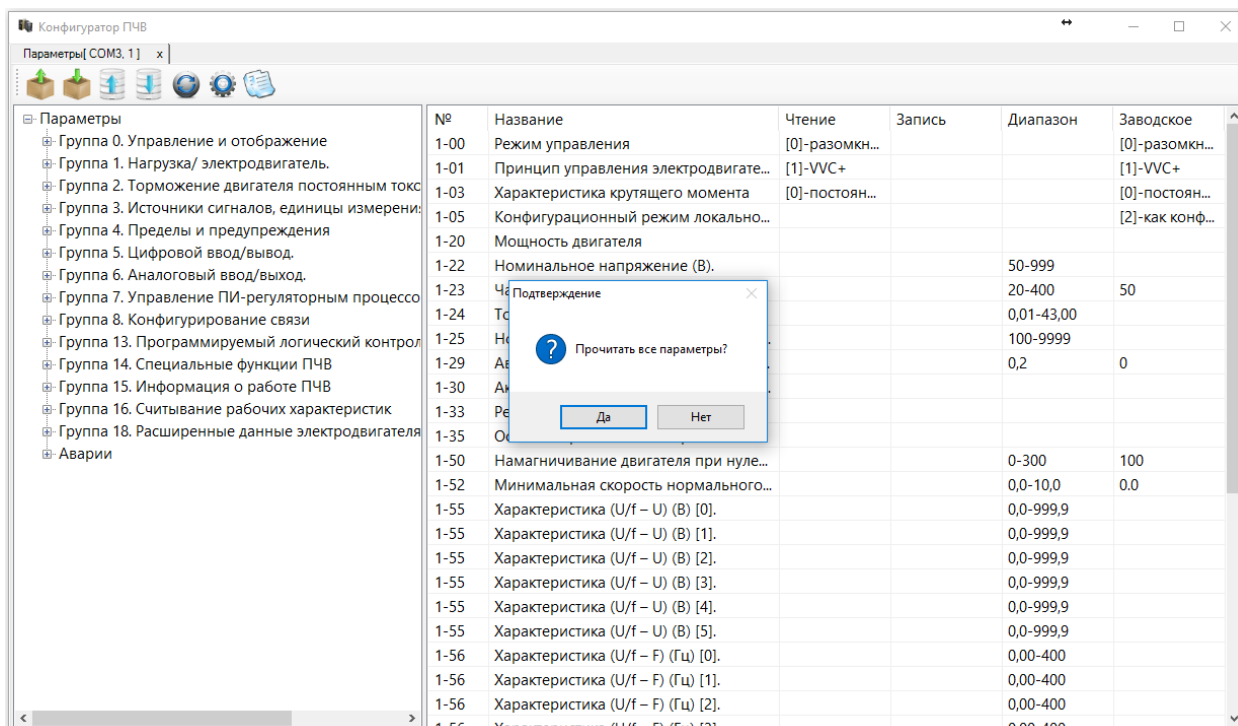 Конфигуратор ПЧВ
Параметры[ COM3, 1 ] x
Параметры
Группа 0. Управление и отображение
Группа 1. Нагрузка/ электродвигатель.
Группа 2. Торможение двигателя постоянным токо
Группа 3. Источники сигналов, единицы измерени
Группа 4. Пределы и предупреждения
Группа 5. Цифровой ввод/вывод.
Группа 6. Аналоговый ввод/выход.
Группа 7. Управление ПИ-регуляторным процессо
Группа 8. Конфигурирование связи
Группа 13. Программируемый логический контрол
Группа 14. Специальные функции ПЧВ
Группа 15. Информация о работе ПЧВ
Группа 16. Считывание рабочих характеристик
Группа 18. Расширенные данные электродвигателя
Аварии
№ Название Чтение Запись Диапазон Заводское
1-00 Режим управления [0]-разомкн... [0]-разомкн...
1-01 Принцип управления электродвигате... [1]-VVC+ [1]-VVC+
1-03 Характеристика крутящего момента [0]-постоян... [0]-постоян...
1-05 Конфигурационный режим локально... [2]-как конф...
1-20 Мощность двигателя
1-22 Номинальное напряжение (В). 50-999
1-23 20-400 50
1-24 0,01-43,00
1-25 100-9999
1-29 0,2 0
1-30
1-33
1-35
Подтверждение
Прочитать все параметры?
Да Нет
1-50 Намагничивание двигателя при нуле... 0-300 100
1-52 Минимальная скорость нормального... 0,0-10,0 0.0
1-55 Характеристика (U/f – U) (В) [0]. 0,0-999,9
1-55 Характеристика (U/f – U) (В) [1]. 0,0-999,9
1-55 Характеристика (U/f – U) (В) [2]. 0,0-999,9
1-55 Характеристика (U/f – U) (В) [3]. 0,0-999,9
1-55 Характеристика (U/f – U) (В) [4]. 0,0-999,9
1-55 Характеристика (U/f – U) (В) [5]. 0,0-999,9
1-56 Характеристика (U/f – F) (Гц) [0]. 0,00-400
1-56 Характеристика (U/f – F) (Гц) [1]. 0,00-400
1-56 Характеристика (U/f – F) (Гц) [2]. 0,00-400
1-56 Характеристика (U/f – F) (Гц) [3]. 0,00-400